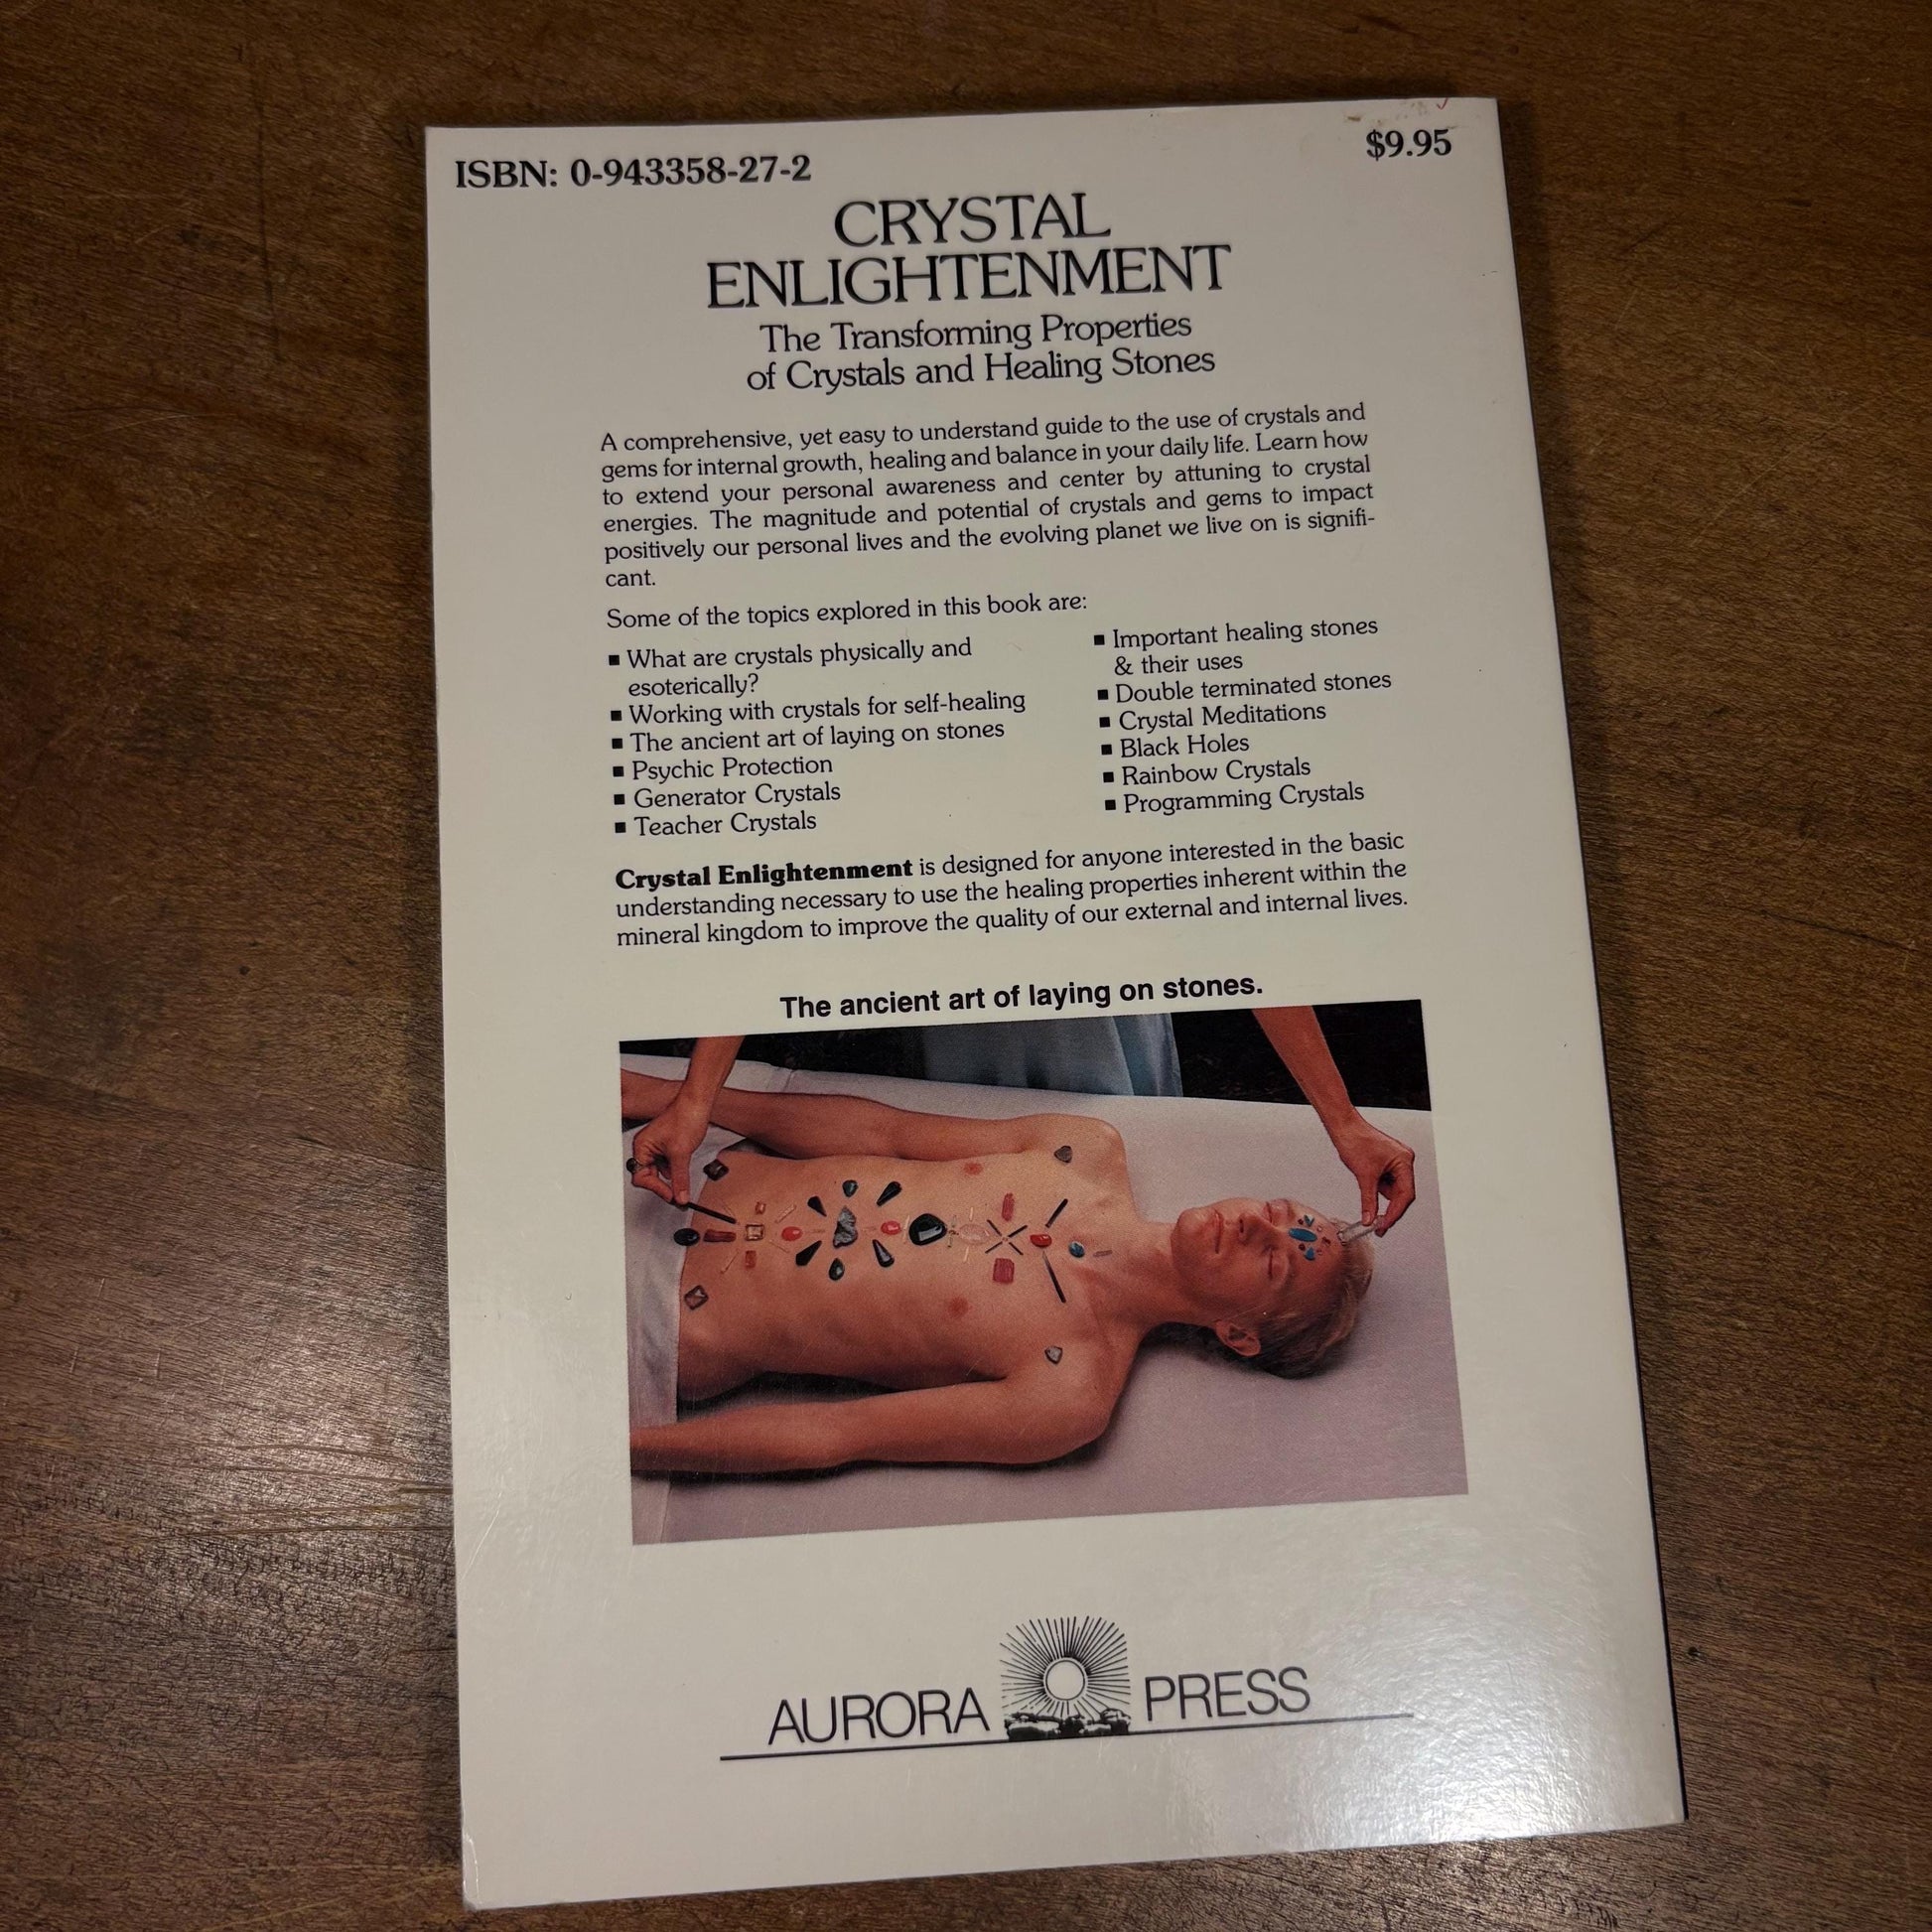 ISBN: 0-943358-27-2
$9.95
CRYSTAL
ENLIGHTENMENT
The Transforming Properties
of Crystals and Healing Stones
A comprehensive, yet easy to understand guide to the use of crystals and
gems for internal growth, healing and balance in your daily life. Learn how
to extend your personal awareness and center by attuning to crystal
energies. The magnitude and potential of crystals and gems to impact
positively our personal lives and the evolving planet we live on is signifi-
cant.
Some of the topics explored in this book are:
■ What are crystals physically and
esoterically?
■ Working with crystals for self-healing
■ The ancient art of laying on stones
■ Psychic Protection
■ Generator Crystals
■ Teacher Crystals
■ Important healing stones
& their uses
■ Double terminated stones
■ Crystal Meditations
■ Black Holes
■ Rainbow Crystals
■ Programming Crystals
Crystal Enlightenment is designed for anyone interested in the basic
understanding necessary to use the healing properties inherent within the
mineral kingdom to improve the quality of our external and internal lives.
The ancient art of laying on stones.
AURORA PRESS